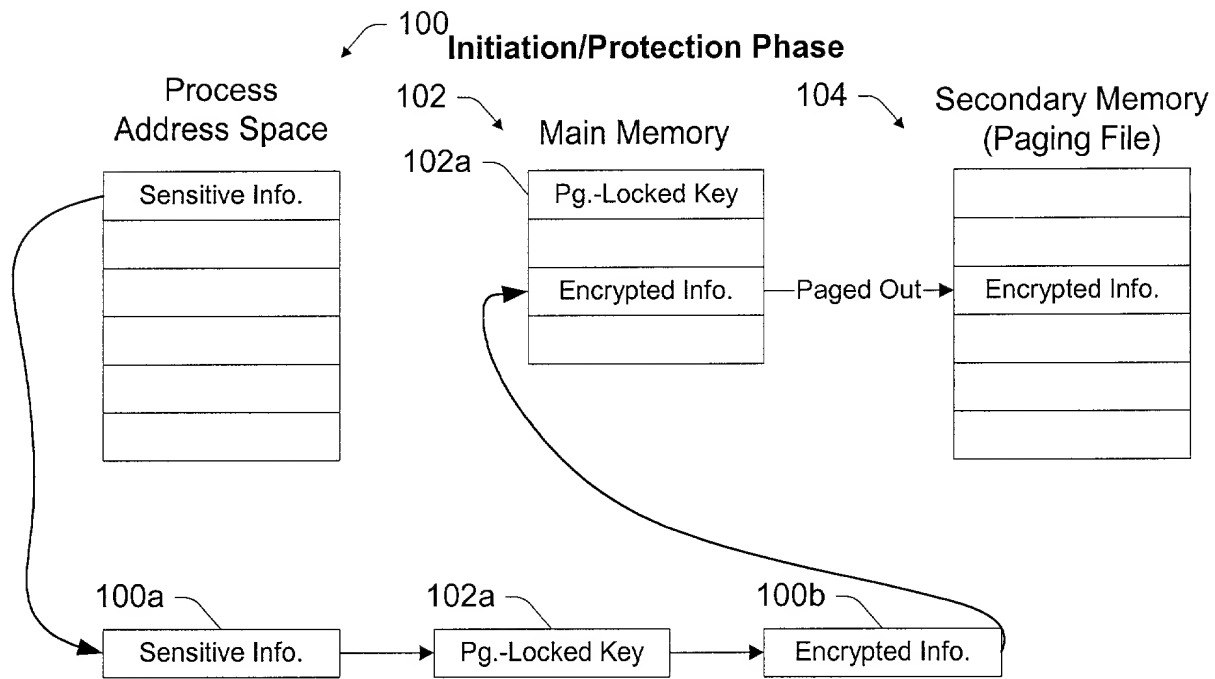 100
Initiation/Protection Phase
Process
Address Space
102
Main Memory
104
Secondary Memory
(Paging File)
102a
Sensitive Info.
Pg.-Locked Key
Encrypted Info.
Paged Out
Encrypted Info.
100a
102a
100b
Sensitive Info.
Pg.-Locked Key
Encrypted Info.